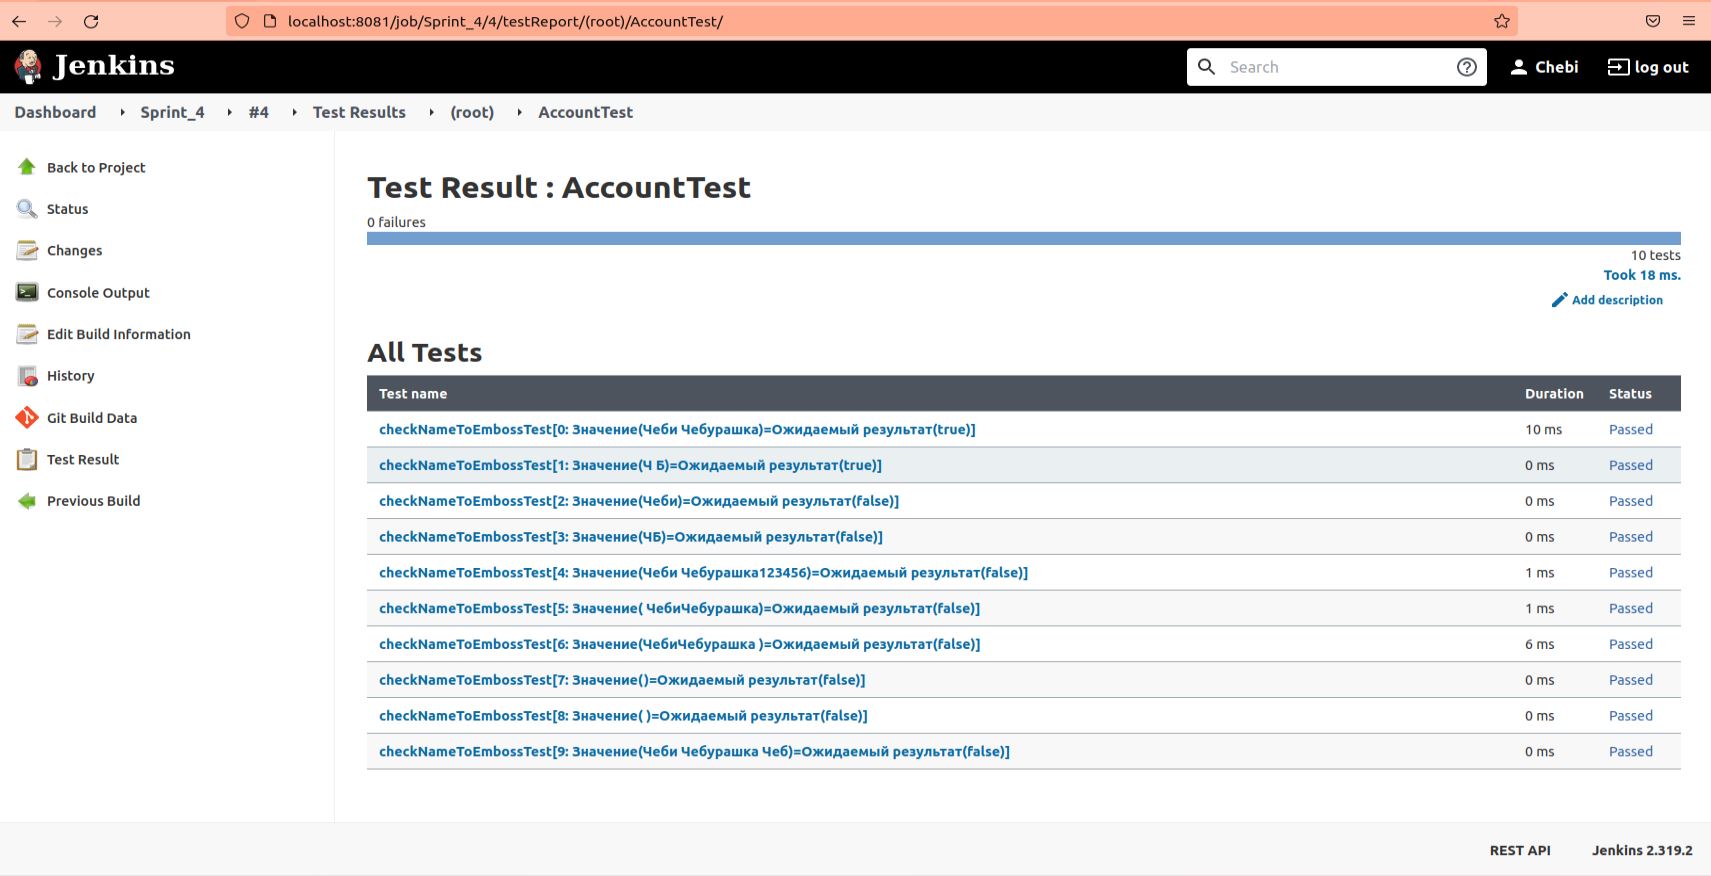 localhost:8081/job/Sprint_4/4/testReport/(root)/AccountTest/
Jenkins
Search
Chebi
log out
Dashboard Sprint_4 #4 Test Results (root) AccountTest
Back to Project
Status
Changes
Console Output
Edit Build Information
History
Git Build Data
Test Result
Previous Build
Test Result : AccountTest
0 failures
10 tests
Took 18 ms.
Add description
All Tests
Test name Duration Status
checkNameToEmbossTest[0: Значение(Чеби Чебурашка)=Ожидаемый результат(true)] 10 ms Passed
checkNameToEmbossTest[1: Значение(Ч Б)=Ожидаемый результат(true)] 0 ms Passed
checkNameToEmbossTest[2: Значение(Чеби)=Ожидаемый результат(false)] 0 ms Passed
checkNameToEmbossTest[3: Значение(ЧБ)=Ожидаемый результат(false)] 0 ms Passed
checkNameToEmbossTest[4: Значение(Чеби Чебурашка123456)=Ожидаемый результат(false)] 1 ms Passed
checkNameToEmbossTest[5: Значение( ЧебиЧебурашка)=Ожидаемый результат(false)] 1 ms Passed
checkNameToEmbossTest[6: Значение(ЧебиЧебурашка )=Ожидаемый результат(false)] 6 ms Passed
checkNameToEmbossTest[7: Значение()=Ожидаемый результат(false)] 0 ms Passed
checkNameToEmbossTest[8: Значение( )=Ожидаемый результат(false)] 0 ms Passed
checkNameToEmbossTest[9: Значение(Чеби Чебурашка Чеб)=Ожидаемый результат(false)] 0 ms Passed
REST API Jenkins 2.319.2